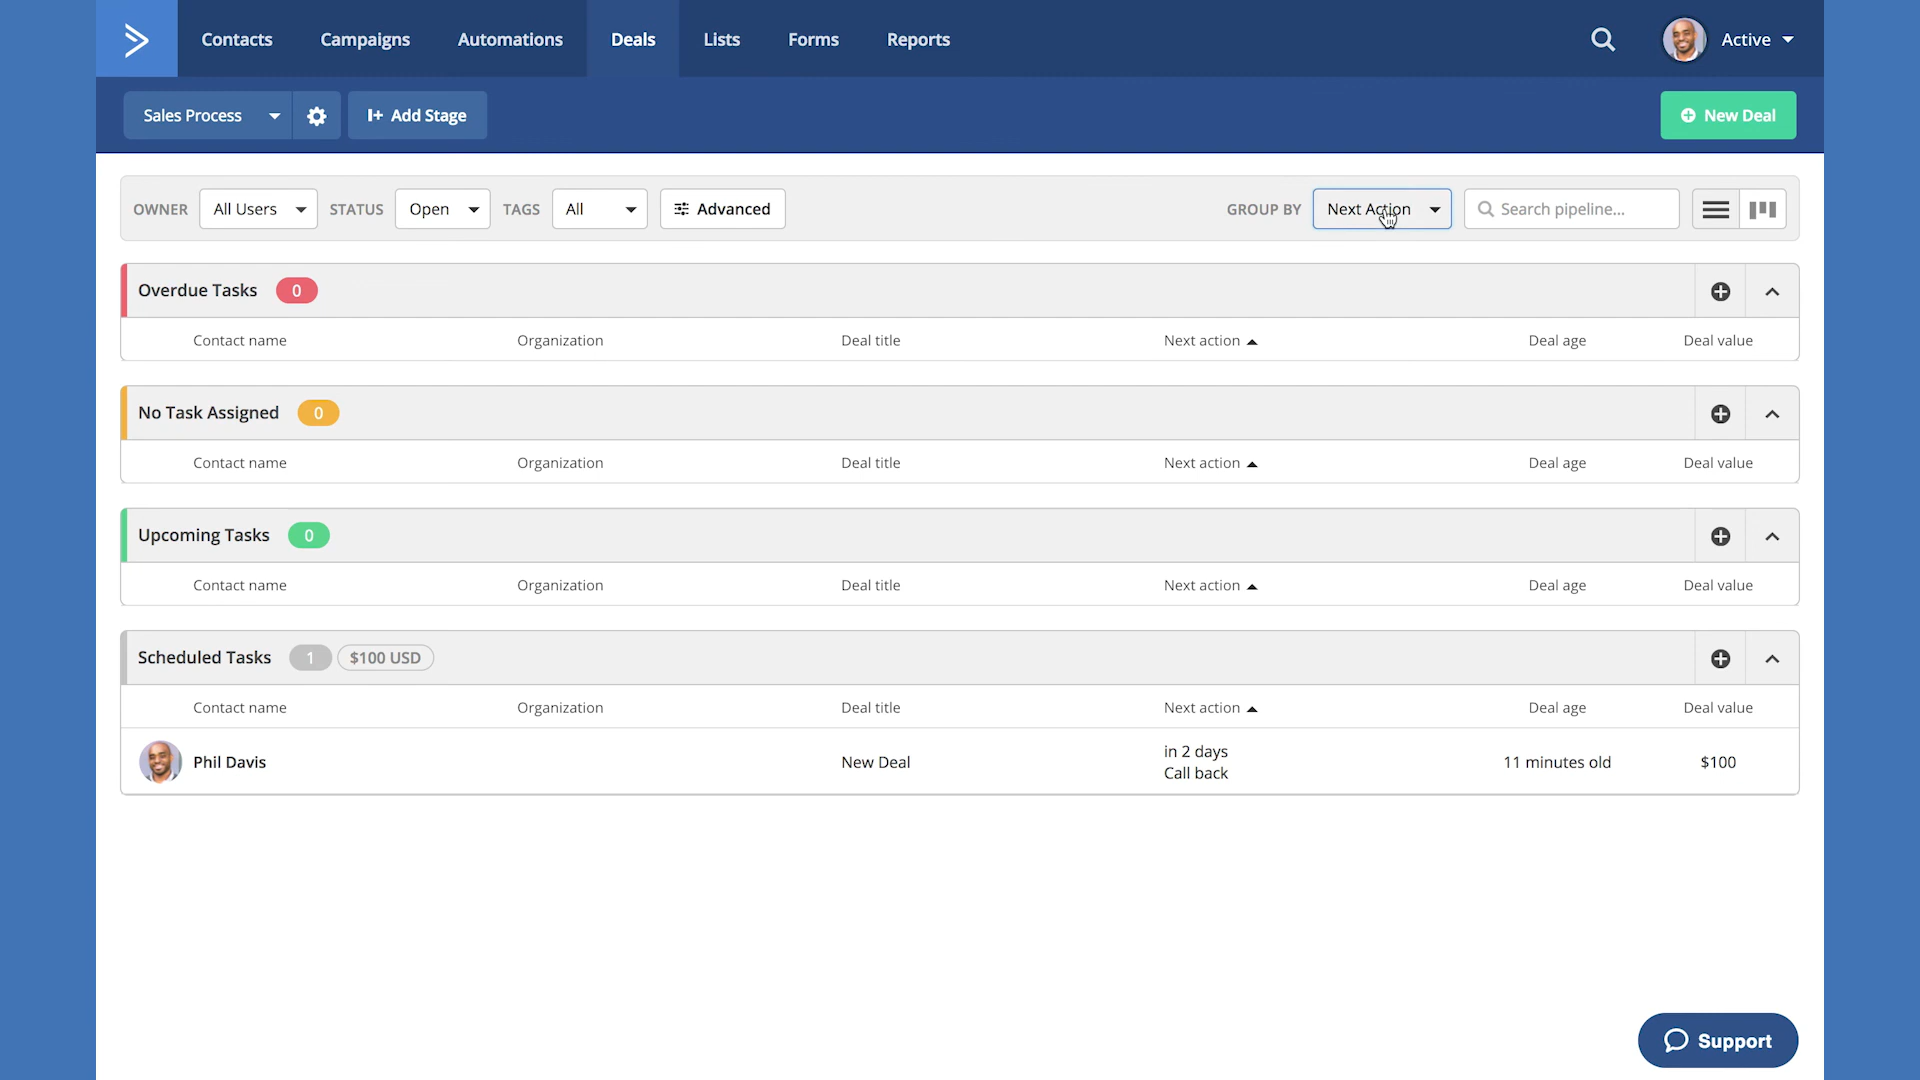 Contacts Campaigns Automations Deals Lists Forms Reports Active
Sales Process Add Stage New Deal
OWNER All Users STATUS Open TAGS All Advanced GROUP BY Next Action Search pipeline...
Overdue Tasks 0
Contact name Organization Deal title Next action Deal age Deal value
No Task Assigned 0
Contact name Organization Deal title Next action Deal age Deal value
Upcoming Tasks 0
Contact name Organization Deal title Next action Deal age Deal value
Scheduled Tasks 1 $100 USD
Contact name Organization Deal title Next action Deal age Deal value
Phil Davis New Deal in 2 days 11 minutes old $100
Call back
Support